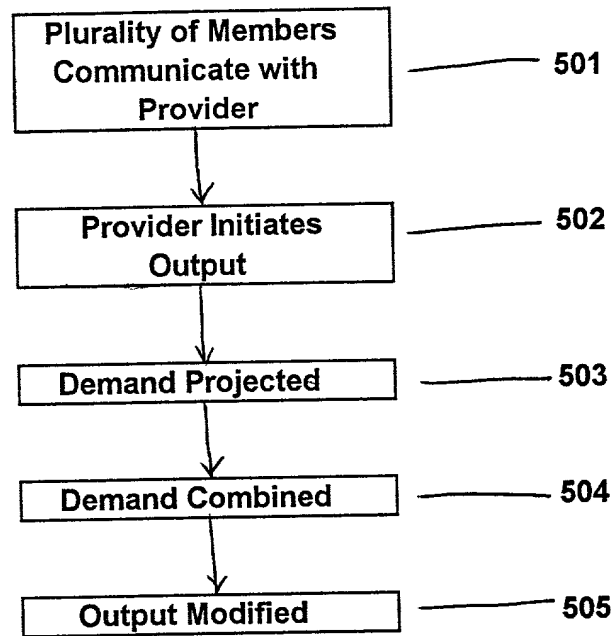 Plurality of Members
Communicate with
Provider
501
Provider Initiates
Output
502
Demand Projected
503
Demand Combined
504
Output Modified
505